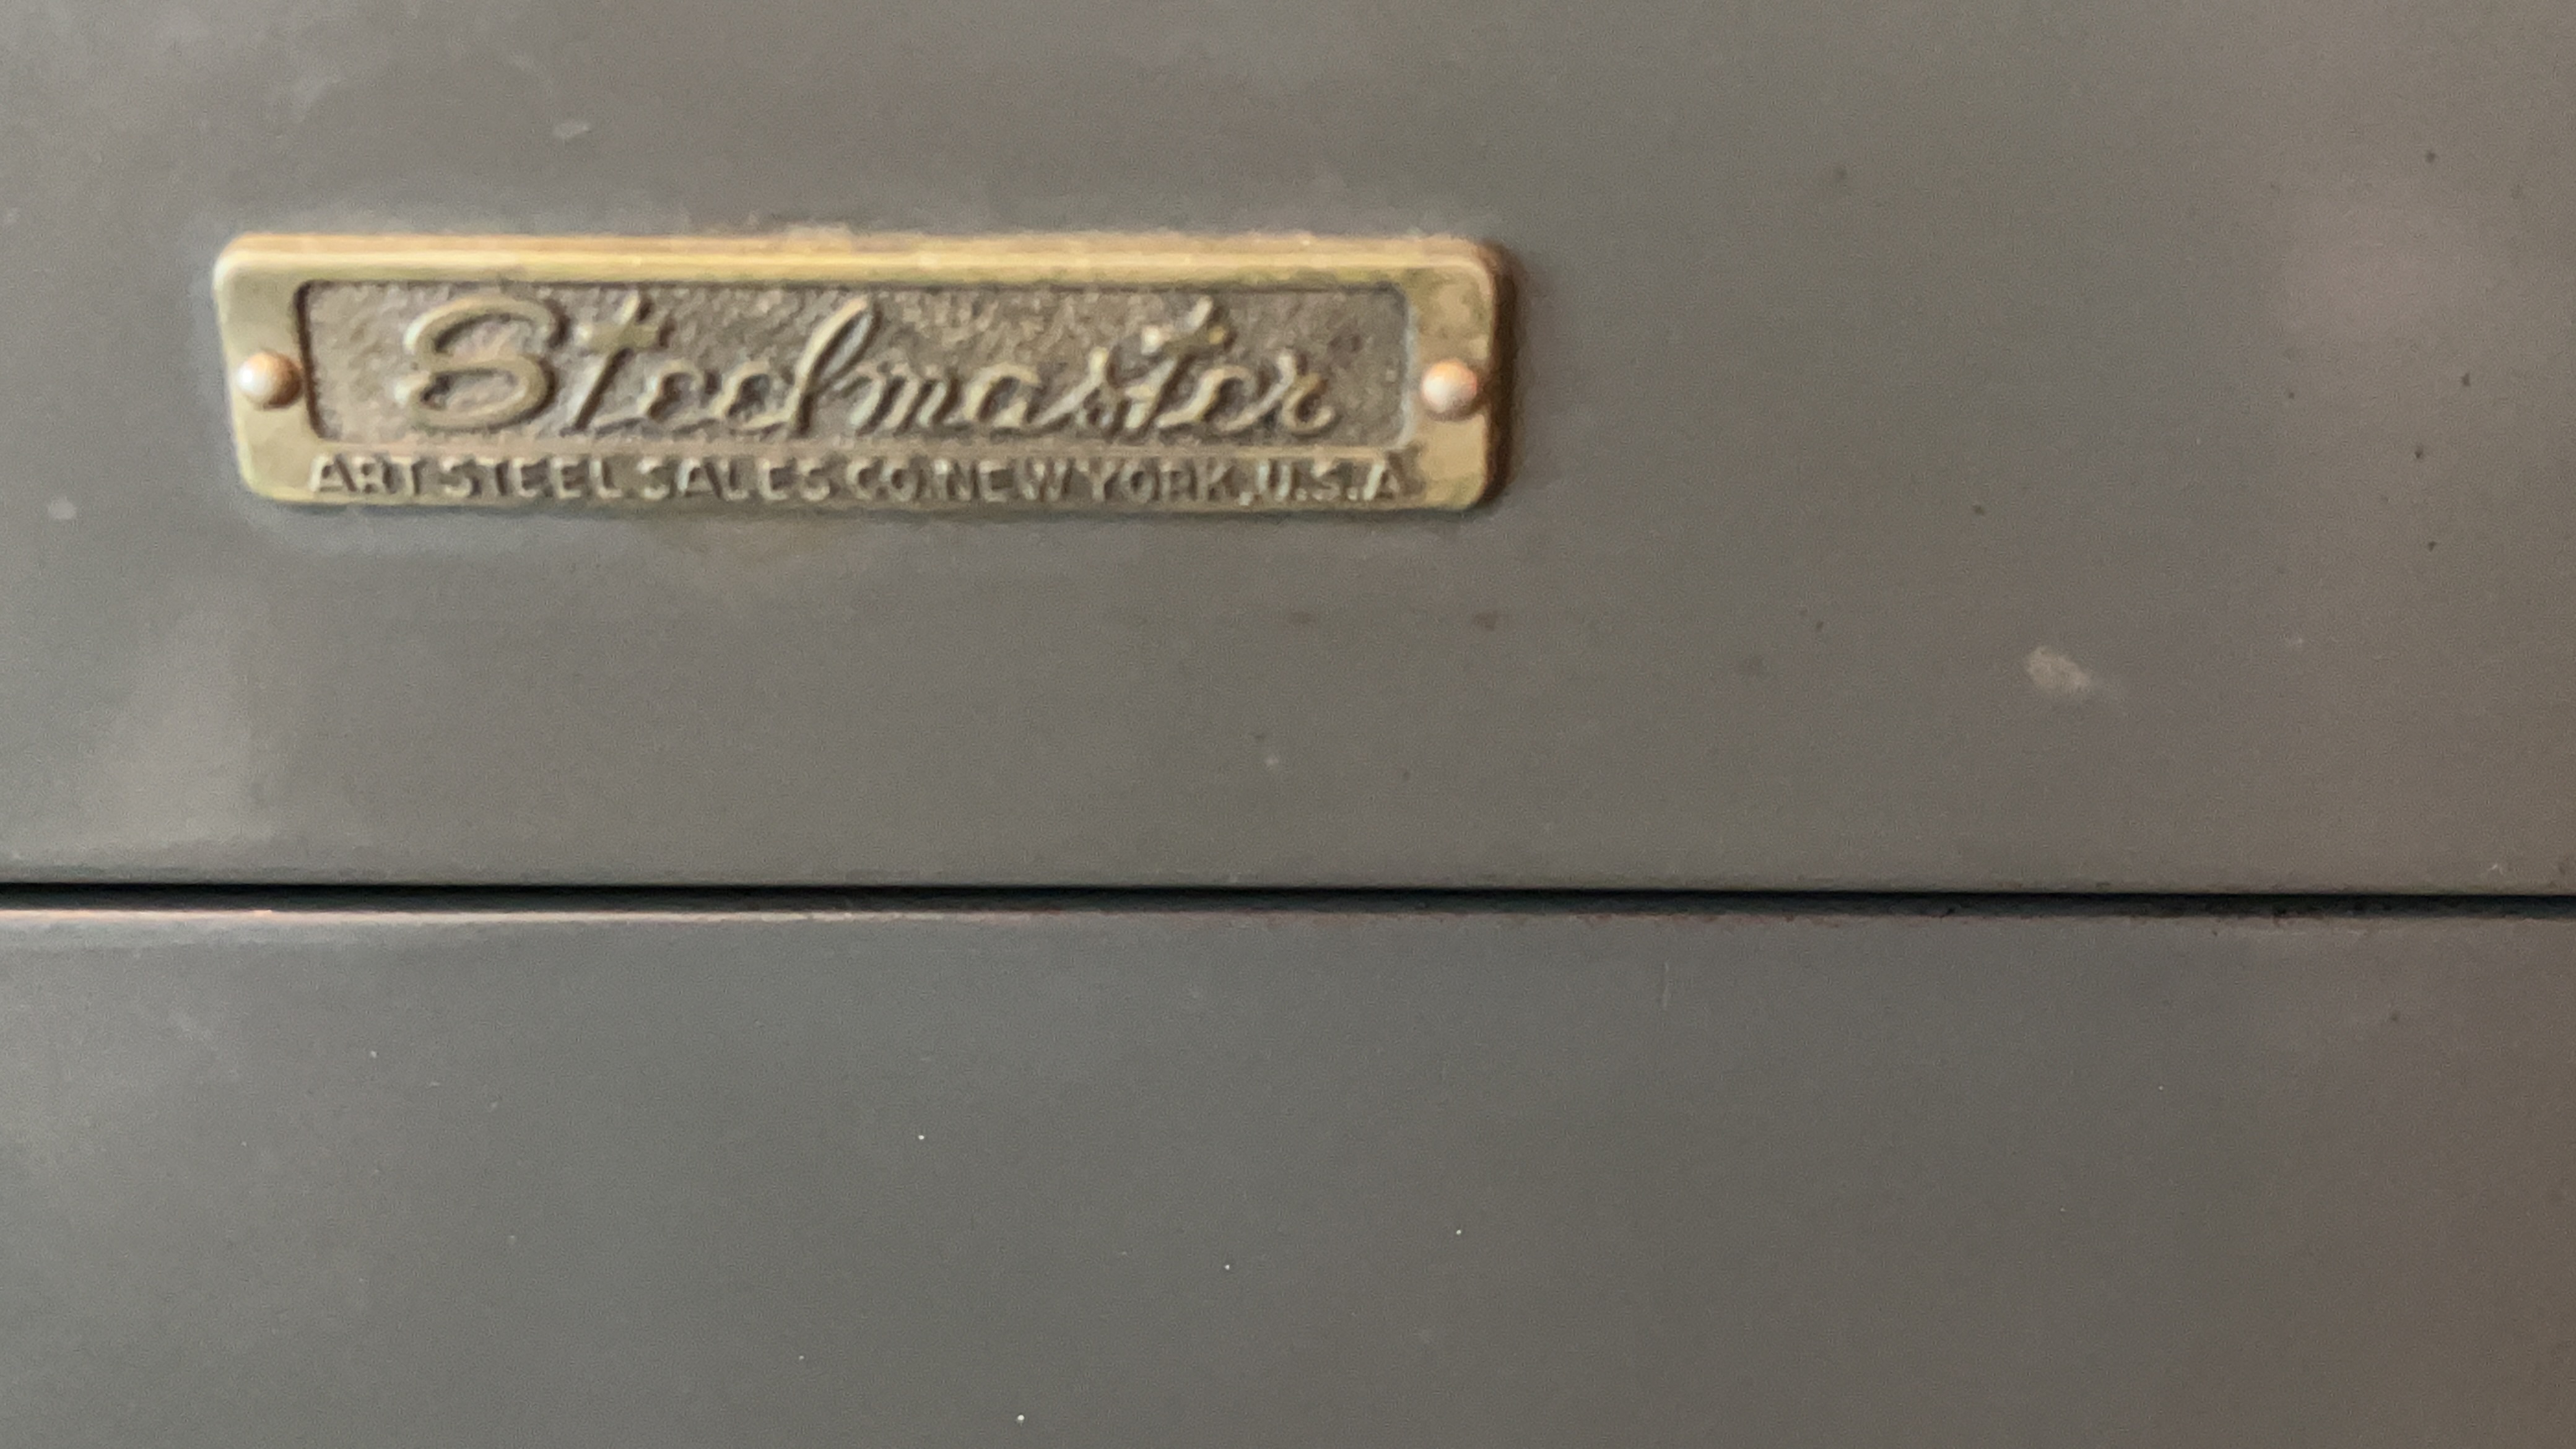 Steelmaster
ART STEEL SALES CO. NEW YORK, U.S.A.